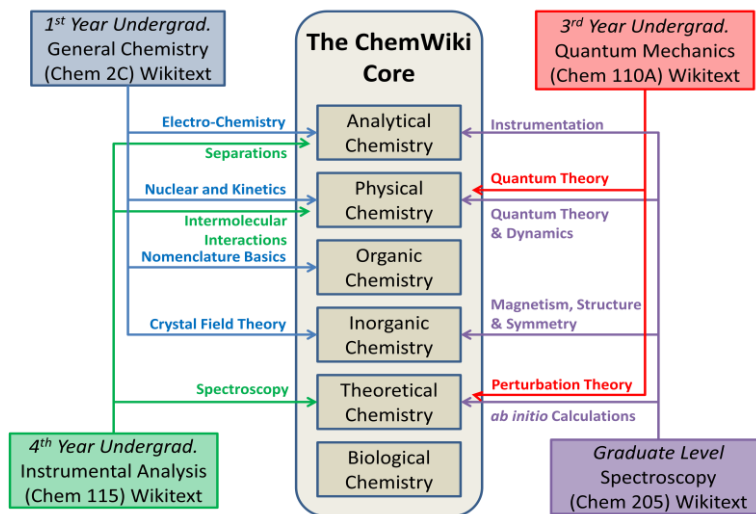 1st Year Undergrad.
General Chemistry
(Chem 2C) Wikitext
The ChemWiki
Core
3rd Year Undergrad.
Quantum Mechanics
(Chem 110A) Wikitext
Electro-Chemistry
Separations
Analytical
Chemistry
Instrumentation
Nuclear and Kinetics
Intermolecular
Interactions
Physical
Chemistry
Quantum Theory
Quantum Theory
& Dynamics
Nomenclature Basics
Organic
Chemistry
Crystal Field Theory
Inorganic
Chemistry
Magnetism, Structure
& Symmetry
Spectroscopy
Theoretical
Chemistry
Perturbation Theory
ab initio Calculations
4th Year Undergrad.
Instrumental Analysis
(Chem 115) Wikitext
Biological
Chemistry
Graduate Level
Spectroscopy
(Chem 205) Wikitext